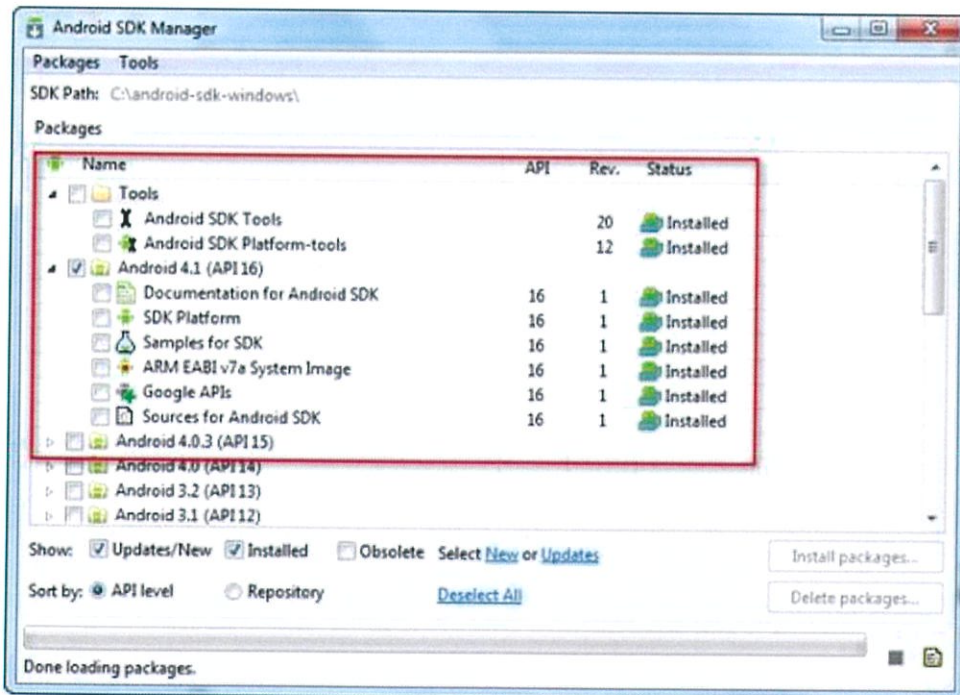 Android SDK Manager
Packages Tools
SDK Path: C:\android-sdk-windows\
Packages
Name API Rev. Status
Tools
Android SDK Tools 20 Installed
Android SDK Platform-tools 12 Installed
Android 4.1 (API 16)
Documentation for Android SDK 16 1 Installed
SDK Platform 16 1 Installed
Samples for SDK 16 1 Installed
ARM EABI v7a System Image 16 1 Installed
Google APIs 16 1 Installed
Sources for Android SDK 16 1 Installed
Android 4.0.3 (API 15)
Android 4.0 (API 14)
Android 3.2 (API 13)
Android 3.1 (API 12)
Show: Updates/New Installed Obsolete Select New or Updates Install packages...
Sort by: API level Repository Deselect All Delete packages...
Done loading packages.